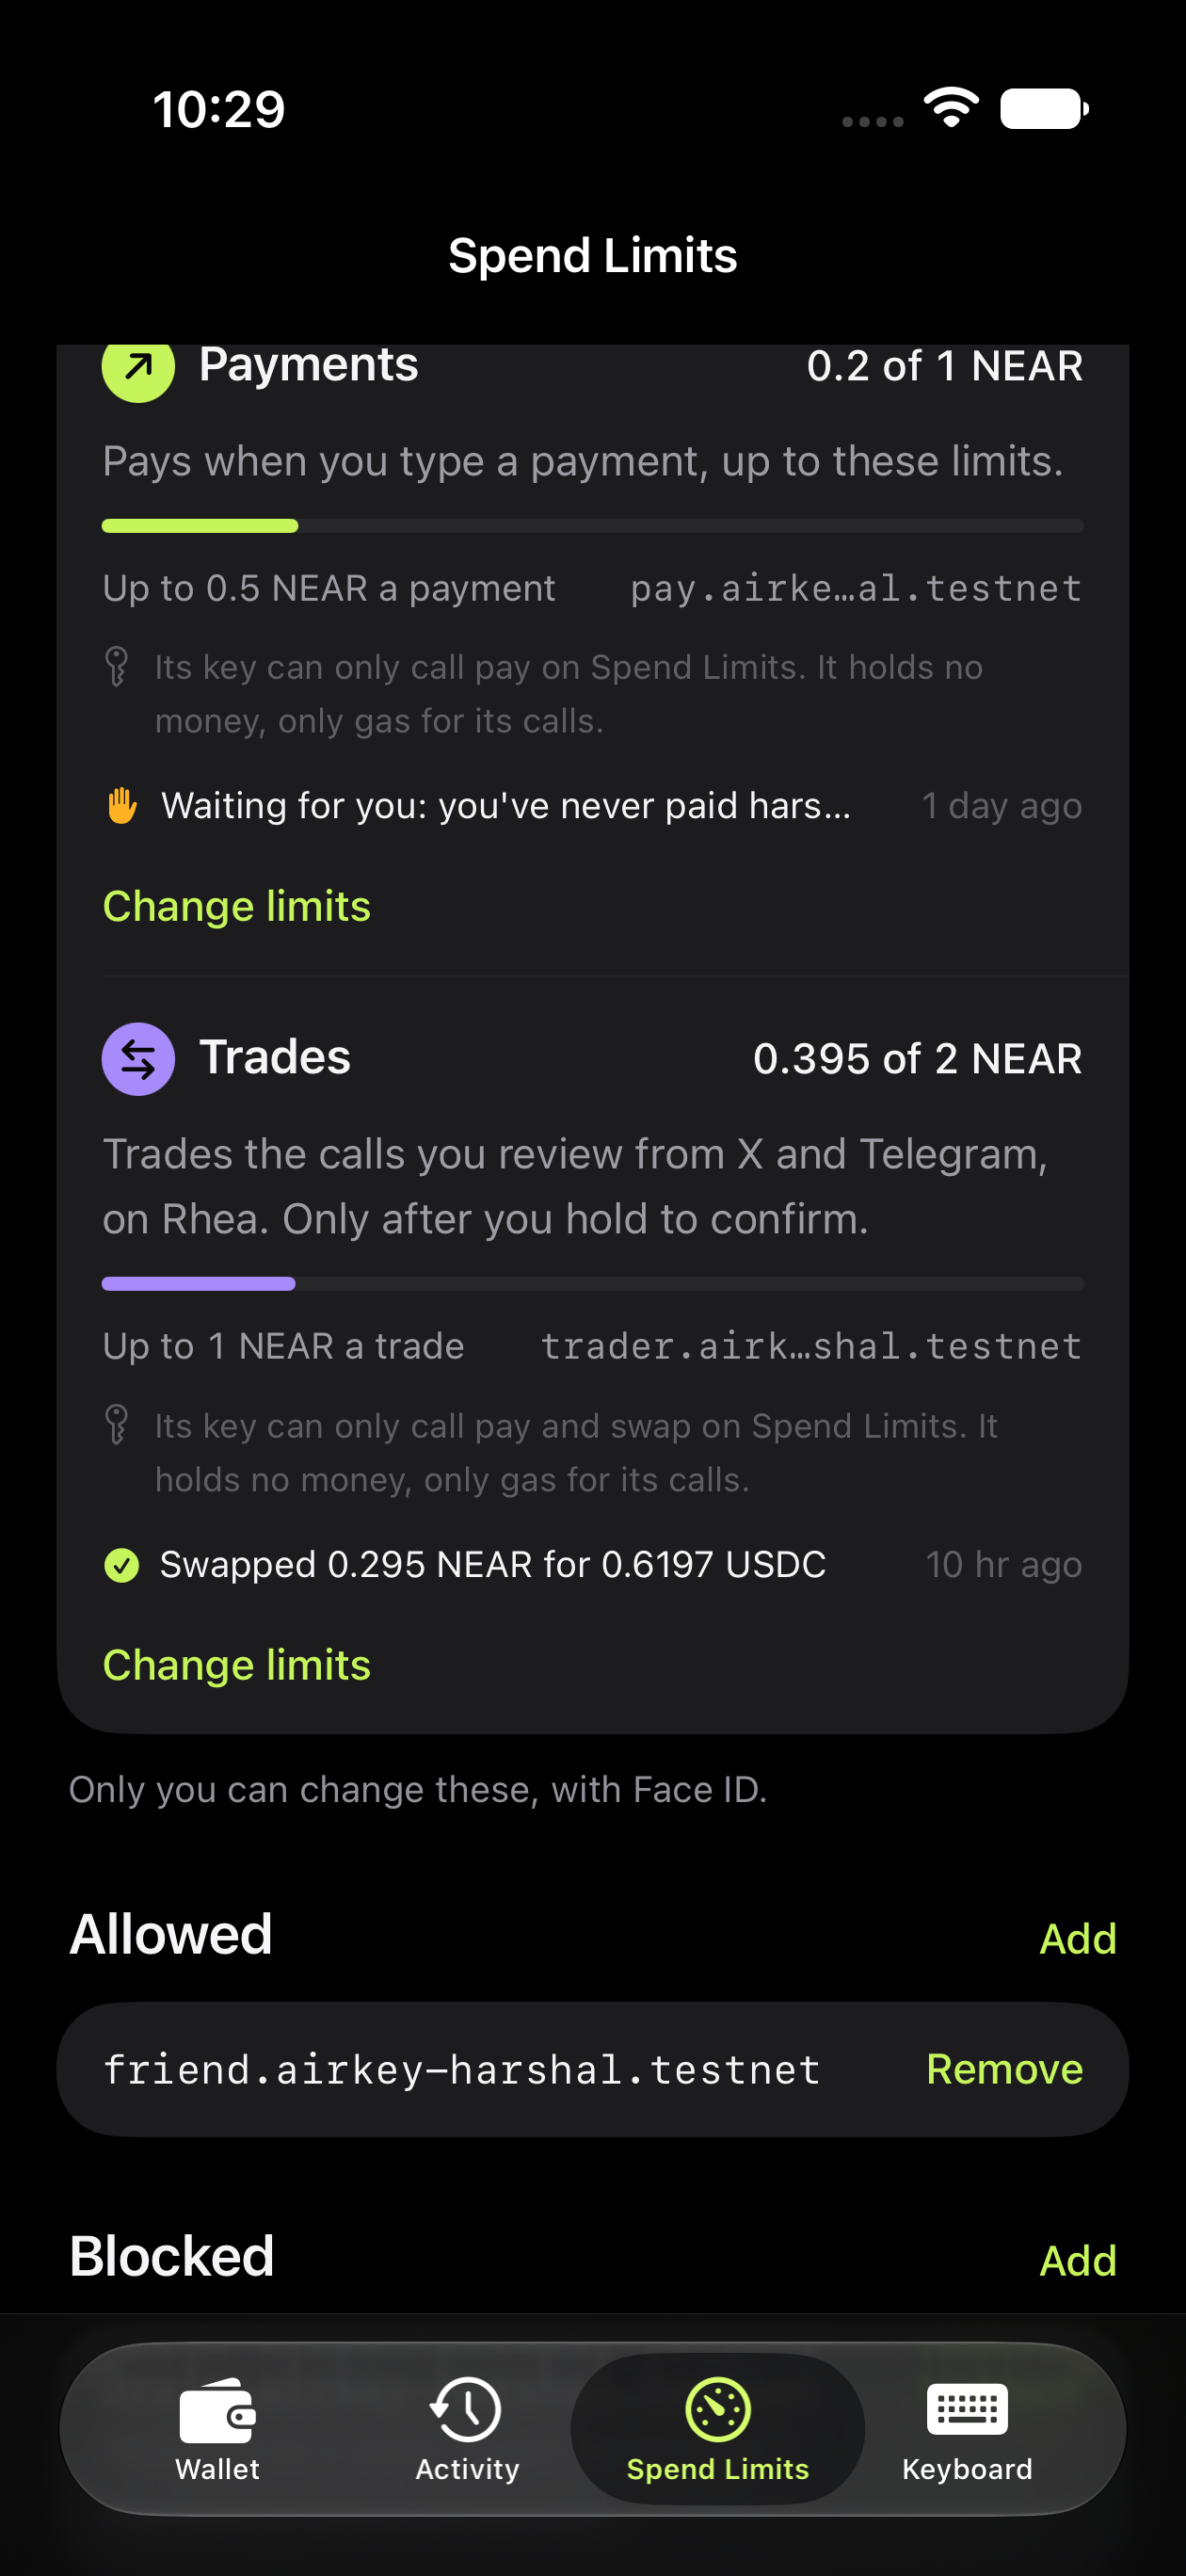 10:29
Spend Limits
Payments
0.2 of 1 NEAR
Pays when you type a payment, up to these limits.
Up to 0.5 NEAR a payment
pay.airke…al.testnet
Its key can only call pay on Spend Limits. It holds no
money, only gas for its calls.
Waiting for you: you've never paid hars…
1 day ago
Change limits
Trades
0.395 of 2 NEAR
Trades the calls you review from X and Telegram,
on Rhea. Only after you hold to confirm.
Up to 1 NEAR a trade
trader.airk…shal.testnet
Its key can only call pay and swap on Spend Limits. It
holds no money, only gas for its calls.
Swapped 0.295 NEAR for 0.6197 USDC
10 hr ago
Change limits
Only you can change these, with Face ID.
Allowed
Add
friend.airkey-harshal.testnet
Remove
Blocked
Add
Wallet
Activity
Spend Limits
Keyboard